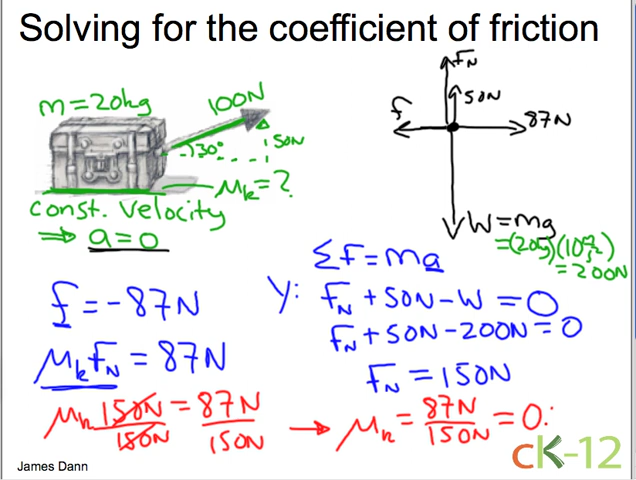 Solving for the coefficient of friction
m=20kg
100N
30°
50N
μk=?
const. velocity
⇒ a=0
FN
50N
f
87N
W=mg
=(20kg)(10 m/s²)
=200N
ΣF=ma
f=-87N
μkFN=87N
y: FN+50N-W=0
FN+50N-200N=0
FN=150N
μk 150N/150N = 87N/150N → μk = 87N/150N = 0.
cK-12
James Dann